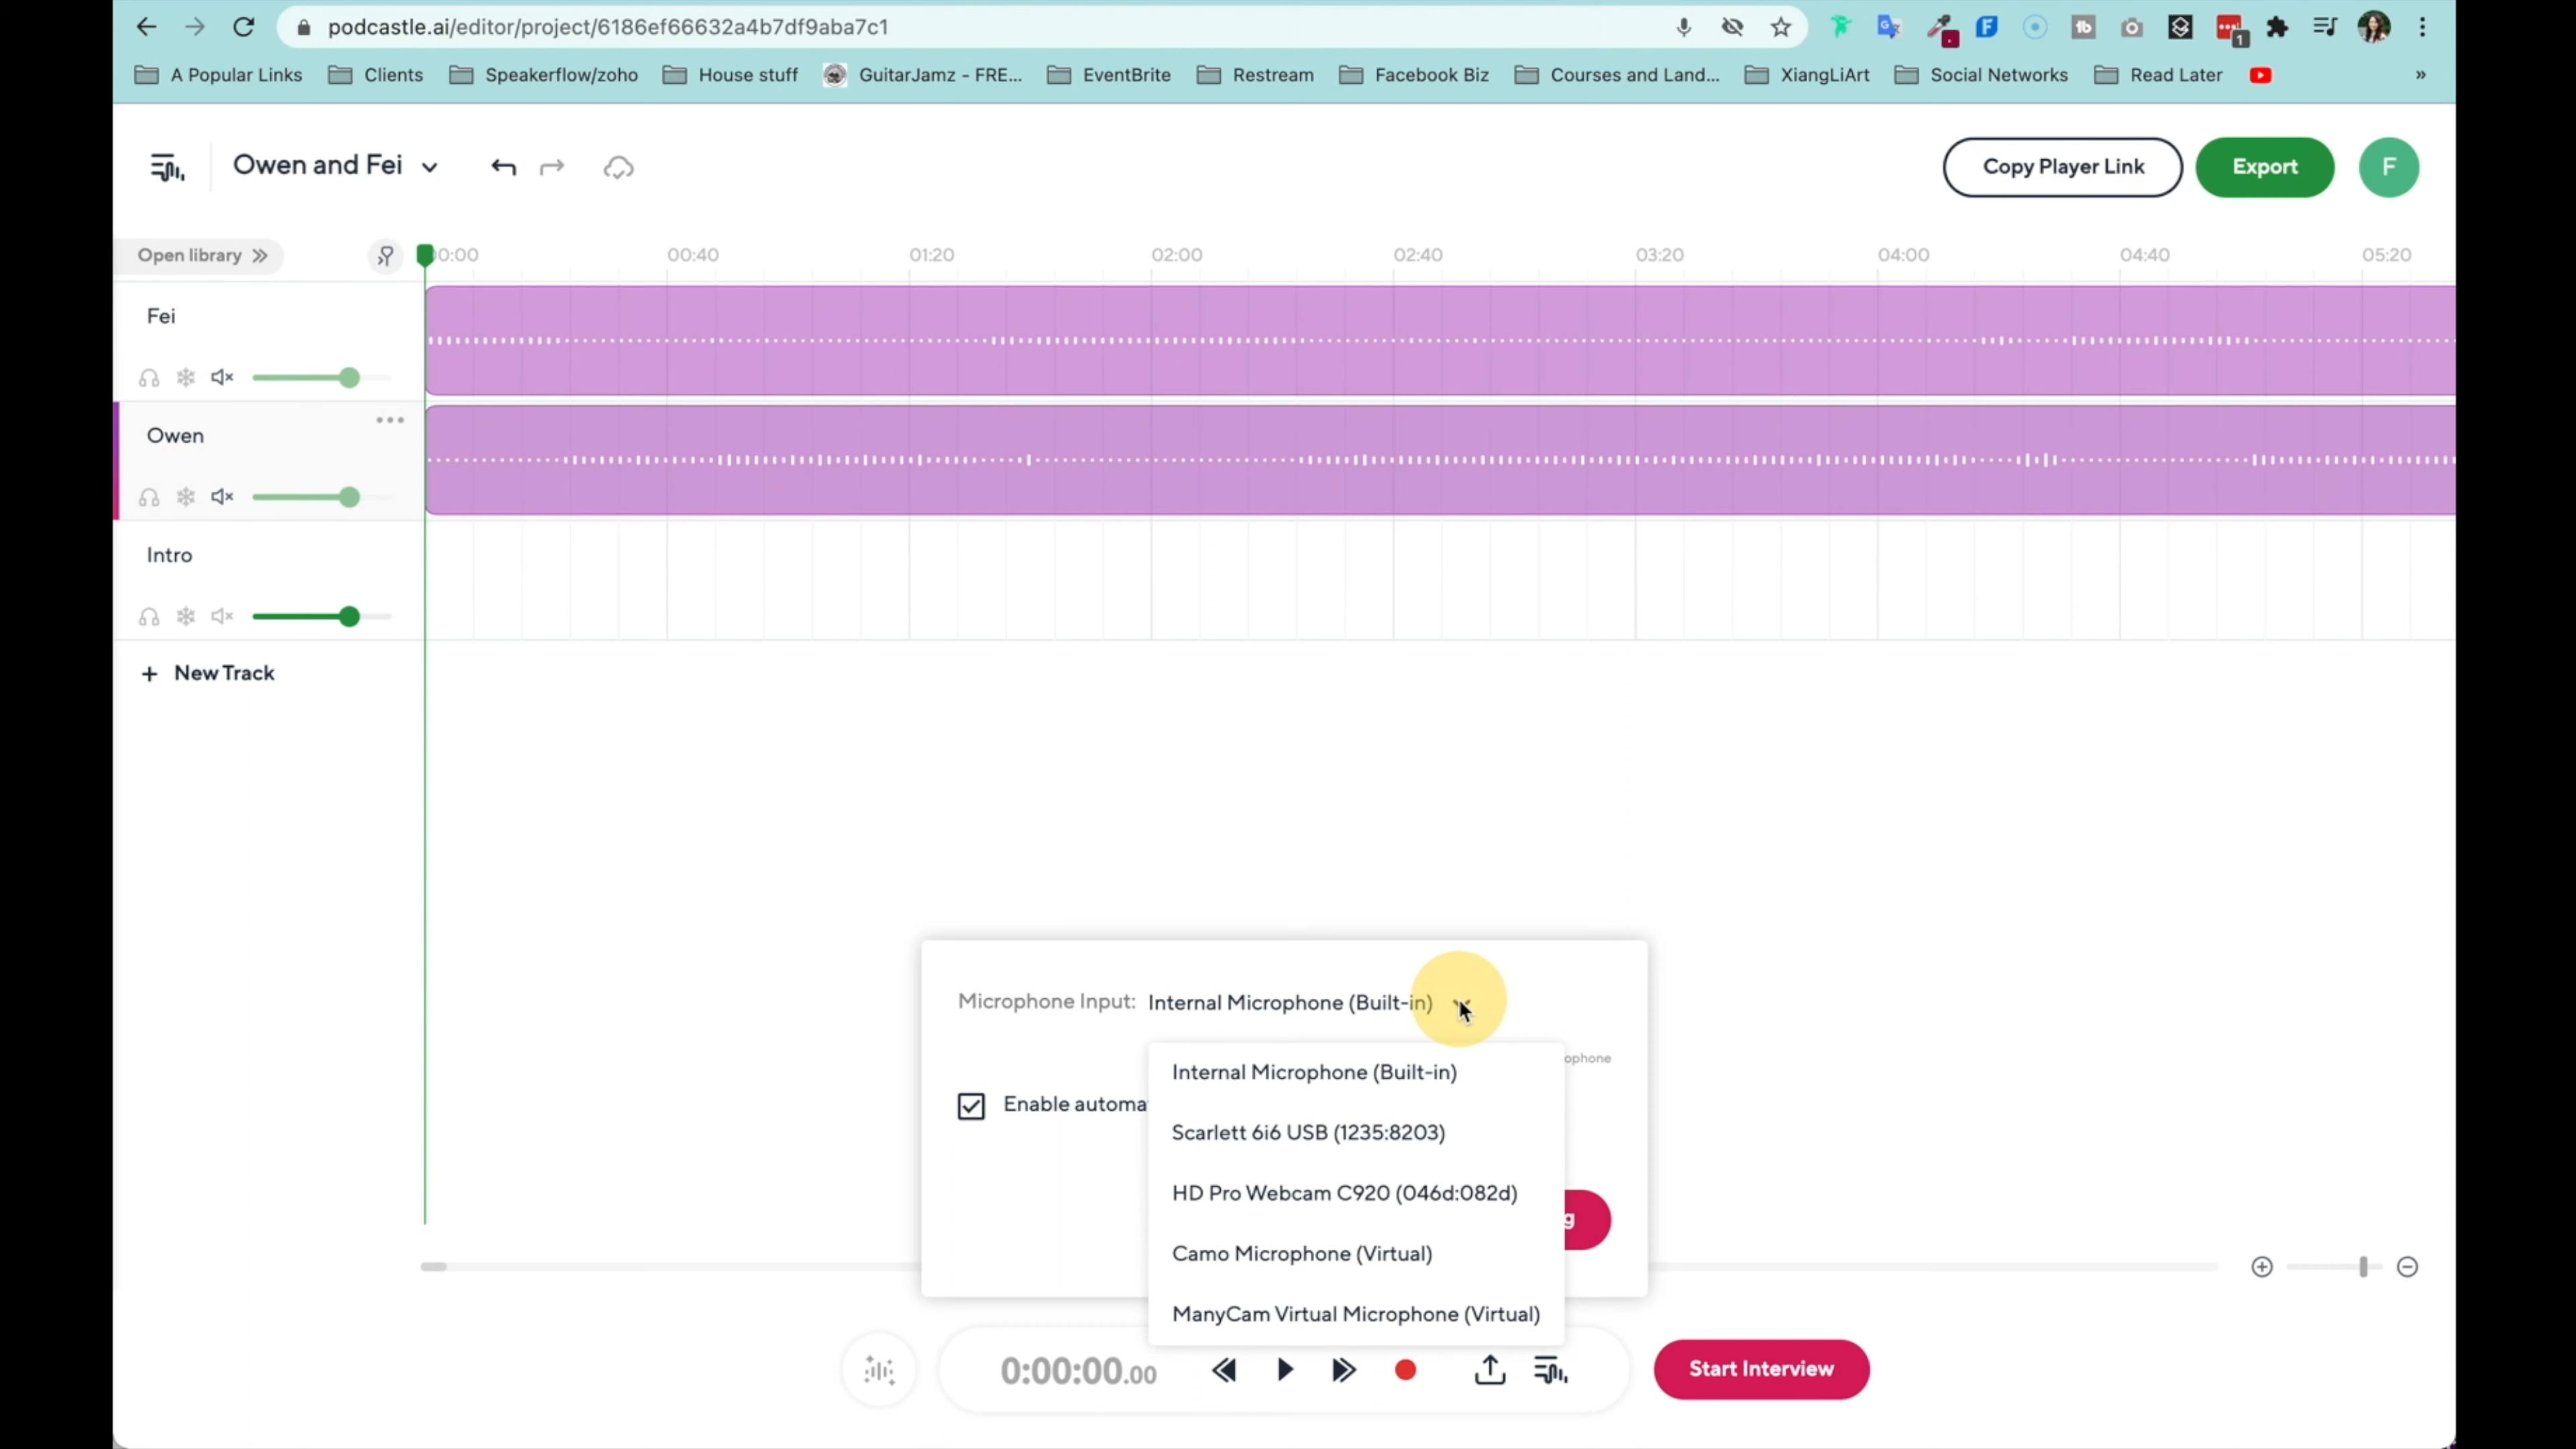 podcastle.ai/editor/project/6186ef66632a4b7df9aba7c1
1
A Popular Links Clients Speakerflow/zoho House stuff GuitarJamz - FRE... EventBrite Restream Facebook Biz Courses and Land... XiangLiArt Social Networks Read Later »
Owen and Fei
Copy Player Link Export F
Open library
0:00 00:40 01:20 02:00 02:40 03:20 04:00 04:40 05:20
Fei
Owen
Intro
+ New Track
Microphone Input: Internal Microphone (Built-in)
ophone
Internal Microphone (Built-in)
Enable automa
Scarlett 6i6 USB (1235:8203)
HD Pro Webcam C920 (046d:082d)
g
Camo Microphone (Virtual)
ManyCam Virtual Microphone (Virtual)
0:00:00.00
Start Interview